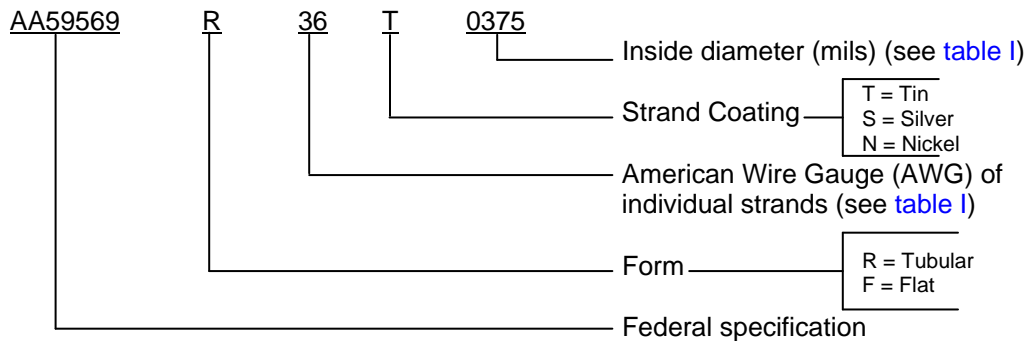 AA59569 R 36 T 0375
Inside diameter (mils) (see table I)
Strand Coating
T = Tin
S = Silver
N = Nickel
American Wire Gauge (AWG) of
individual strands (see table I)
Form
R = Tubular
F = Flat
Federal specification